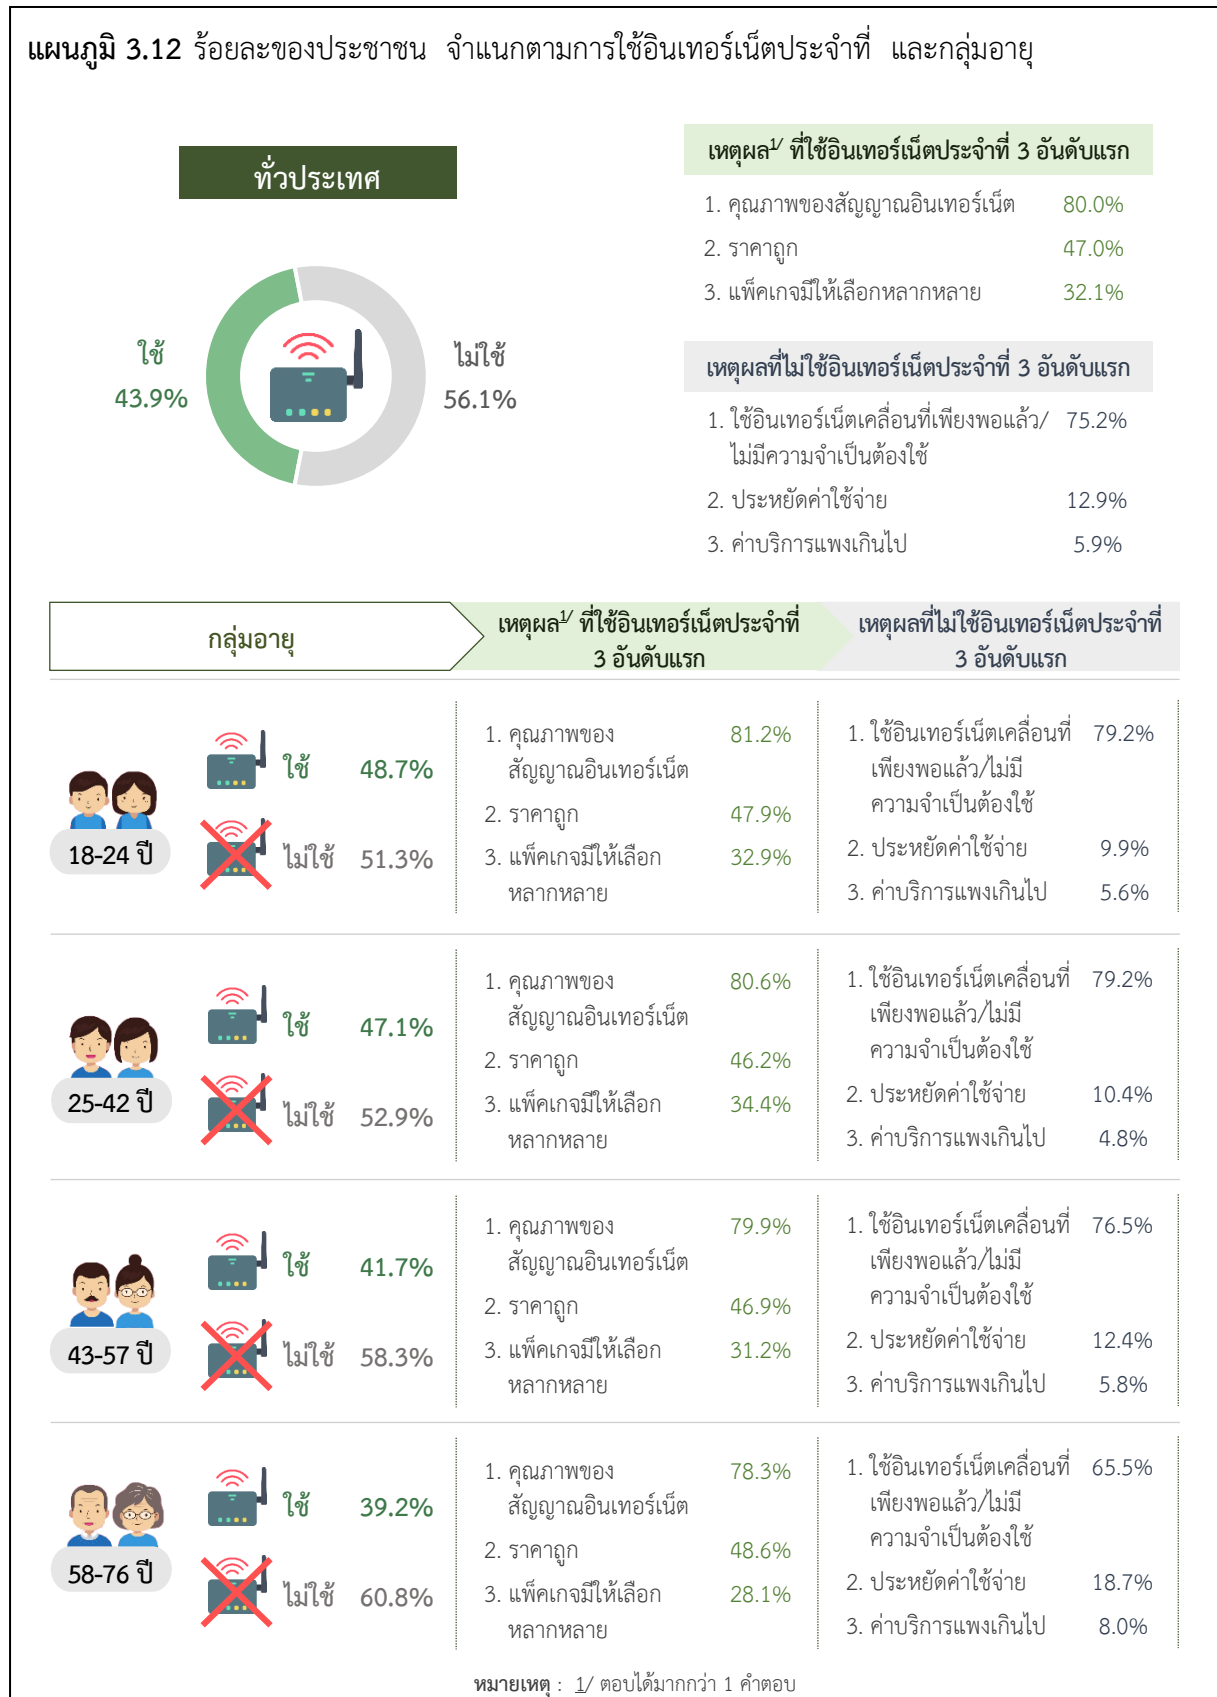 แผนภูมิ 3.12 ร้อยละของประชาชน จำแนกตามการใช้อินเทอร์เน็ตประจำที่ และกลุ่มอายุ
ทั่วประเทศ
ใช้
43.9%
ไม่ใช้
56.1%
เหตุผล1/ ที่ใช้อินเทอร์เน็ตประจำที่ 3 อันดับแรก
1. คุณภาพของสัญญาณอินเทอร์เน็ต 80.0%
2. ราคาถูก 47.0%
3. แพ็คเกจมีให้เลือกหลากหลาย 32.1%
เหตุผลที่ไม่ใช้อินเทอร์เน็ตประจำที่ 3 อันดับแรก
1. ใช้อินเทอร์เน็ตเคลื่อนที่เพียงพอแล้ว/ 75.2%
ไม่มีความจำเป็นต้องใช้
2. ประหยัดค่าใช้จ่าย 12.9%
3. ค่าบริการแพงเกินไป 5.9%
กลุ่มอายุ
เหตุผล1/ ที่ใช้อินเทอร์เน็ตประจำที่
3 อันดับแรก
เหตุผลที่ไม่ใช้อินเทอร์เน็ตประจำที่
3 อันดับแรก
18-24 ปี
ใช้ 48.7%
ไม่ใช้ 51.3%
1. คุณภาพของ 81.2%
สัญญาณอินเทอร์เน็ต
2. ราคาถูก 47.9%
3. แพ็คเกจมีให้เลือก 32.9%
หลากหลาย
1. ใช้อินเทอร์เน็ตเคลื่อนที่ 79.2%
เพียงพอแล้ว/ไม่มี
ความจำเป็นต้องใช้
2. ประหยัดค่าใช้จ่าย 9.9%
3. ค่าบริการแพงเกินไป 5.6%
25-42 ปี
ใช้ 47.1%
ไม่ใช้ 52.9%
1. คุณภาพของ 80.6%
สัญญาณอินเทอร์เน็ต
2. ราคาถูก 46.2%
3. แพ็คเกจมีให้เลือก 34.4%
หลากหลาย
1. ใช้อินเทอร์เน็ตเคลื่อนที่ 79.2%
เพียงพอแล้ว/ไม่มี
ความจำเป็นต้องใช้
2. ประหยัดค่าใช้จ่าย 10.4%
3. ค่าบริการแพงเกินไป 4.8%
43-57 ปี
ใช้ 41.7%
ไม่ใช้ 58.3%
1. คุณภาพของ 79.9%
สัญญาณอินเทอร์เน็ต
2. ราคาถูก 46.9%
3. แพ็คเกจมีให้เลือก 31.2%
หลากหลาย
1. ใช้อินเทอร์เน็ตเคลื่อนที่ 76.5%
เพียงพอแล้ว/ไม่มี
ความจำเป็นต้องใช้
2. ประหยัดค่าใช้จ่าย 12.4%
3. ค่าบริการแพงเกินไป 5.8%
58-76 ปี
ใช้ 39.2%
ไม่ใช้ 60.8%
1. คุณภาพของ 78.3%
สัญญาณอินเทอร์เน็ต
2. ราคาถูก 48.6%
3. แพ็คเกจมีให้เลือก 28.1%
หลากหลาย
1. ใช้อินเทอร์เน็ตเคลื่อนที่ 65.5%
เพียงพอแล้ว/ไม่มี
ความจำเป็นต้องใช้
2. ประหยัดค่าใช้จ่าย 18.7%
3. ค่าบริการแพงเกินไป 8.0%
หมายเหตุ : 1/ ตอบได้มากกว่า 1 คำตอบ